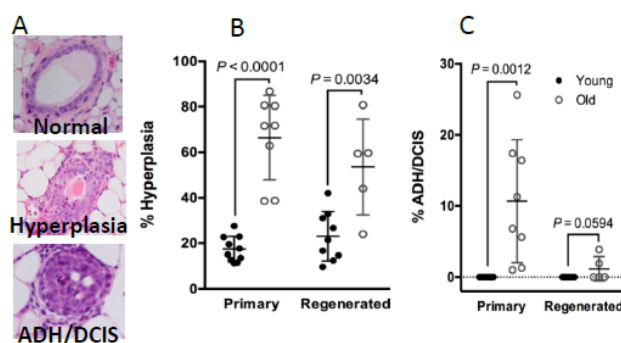 A
Normal
Hyperplasia
ADH/DCIS
B
% Hyperplasia
100
80
60
40
20
0
P < 0.0001
P = 0.0034
Primary
Regenerated
C
% ADH/DCIS
30
20
10
0
P = 0.0012
Young
Old
P = 0.0594
Primary
Regenerated